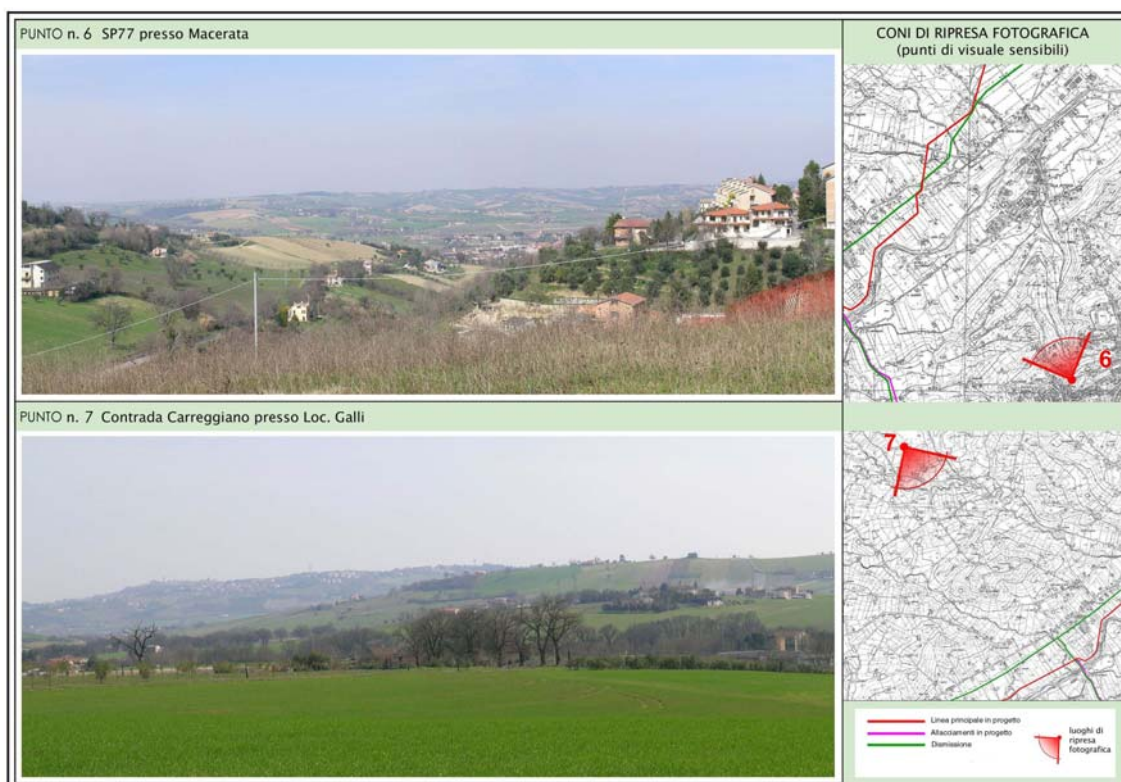 PUNTO n. 6 SP77 presso Macerata
CONI DI RIPRESA FOTOGRAFICA
(punti di visuale sensibili)
6
PUNTO n. 7 Contrada Carreggiano presso Loc. Galli
7
Linea principale in progetto
Allacciamenti in progetto
Dismissione
luoghi di
ripresa
fotografica